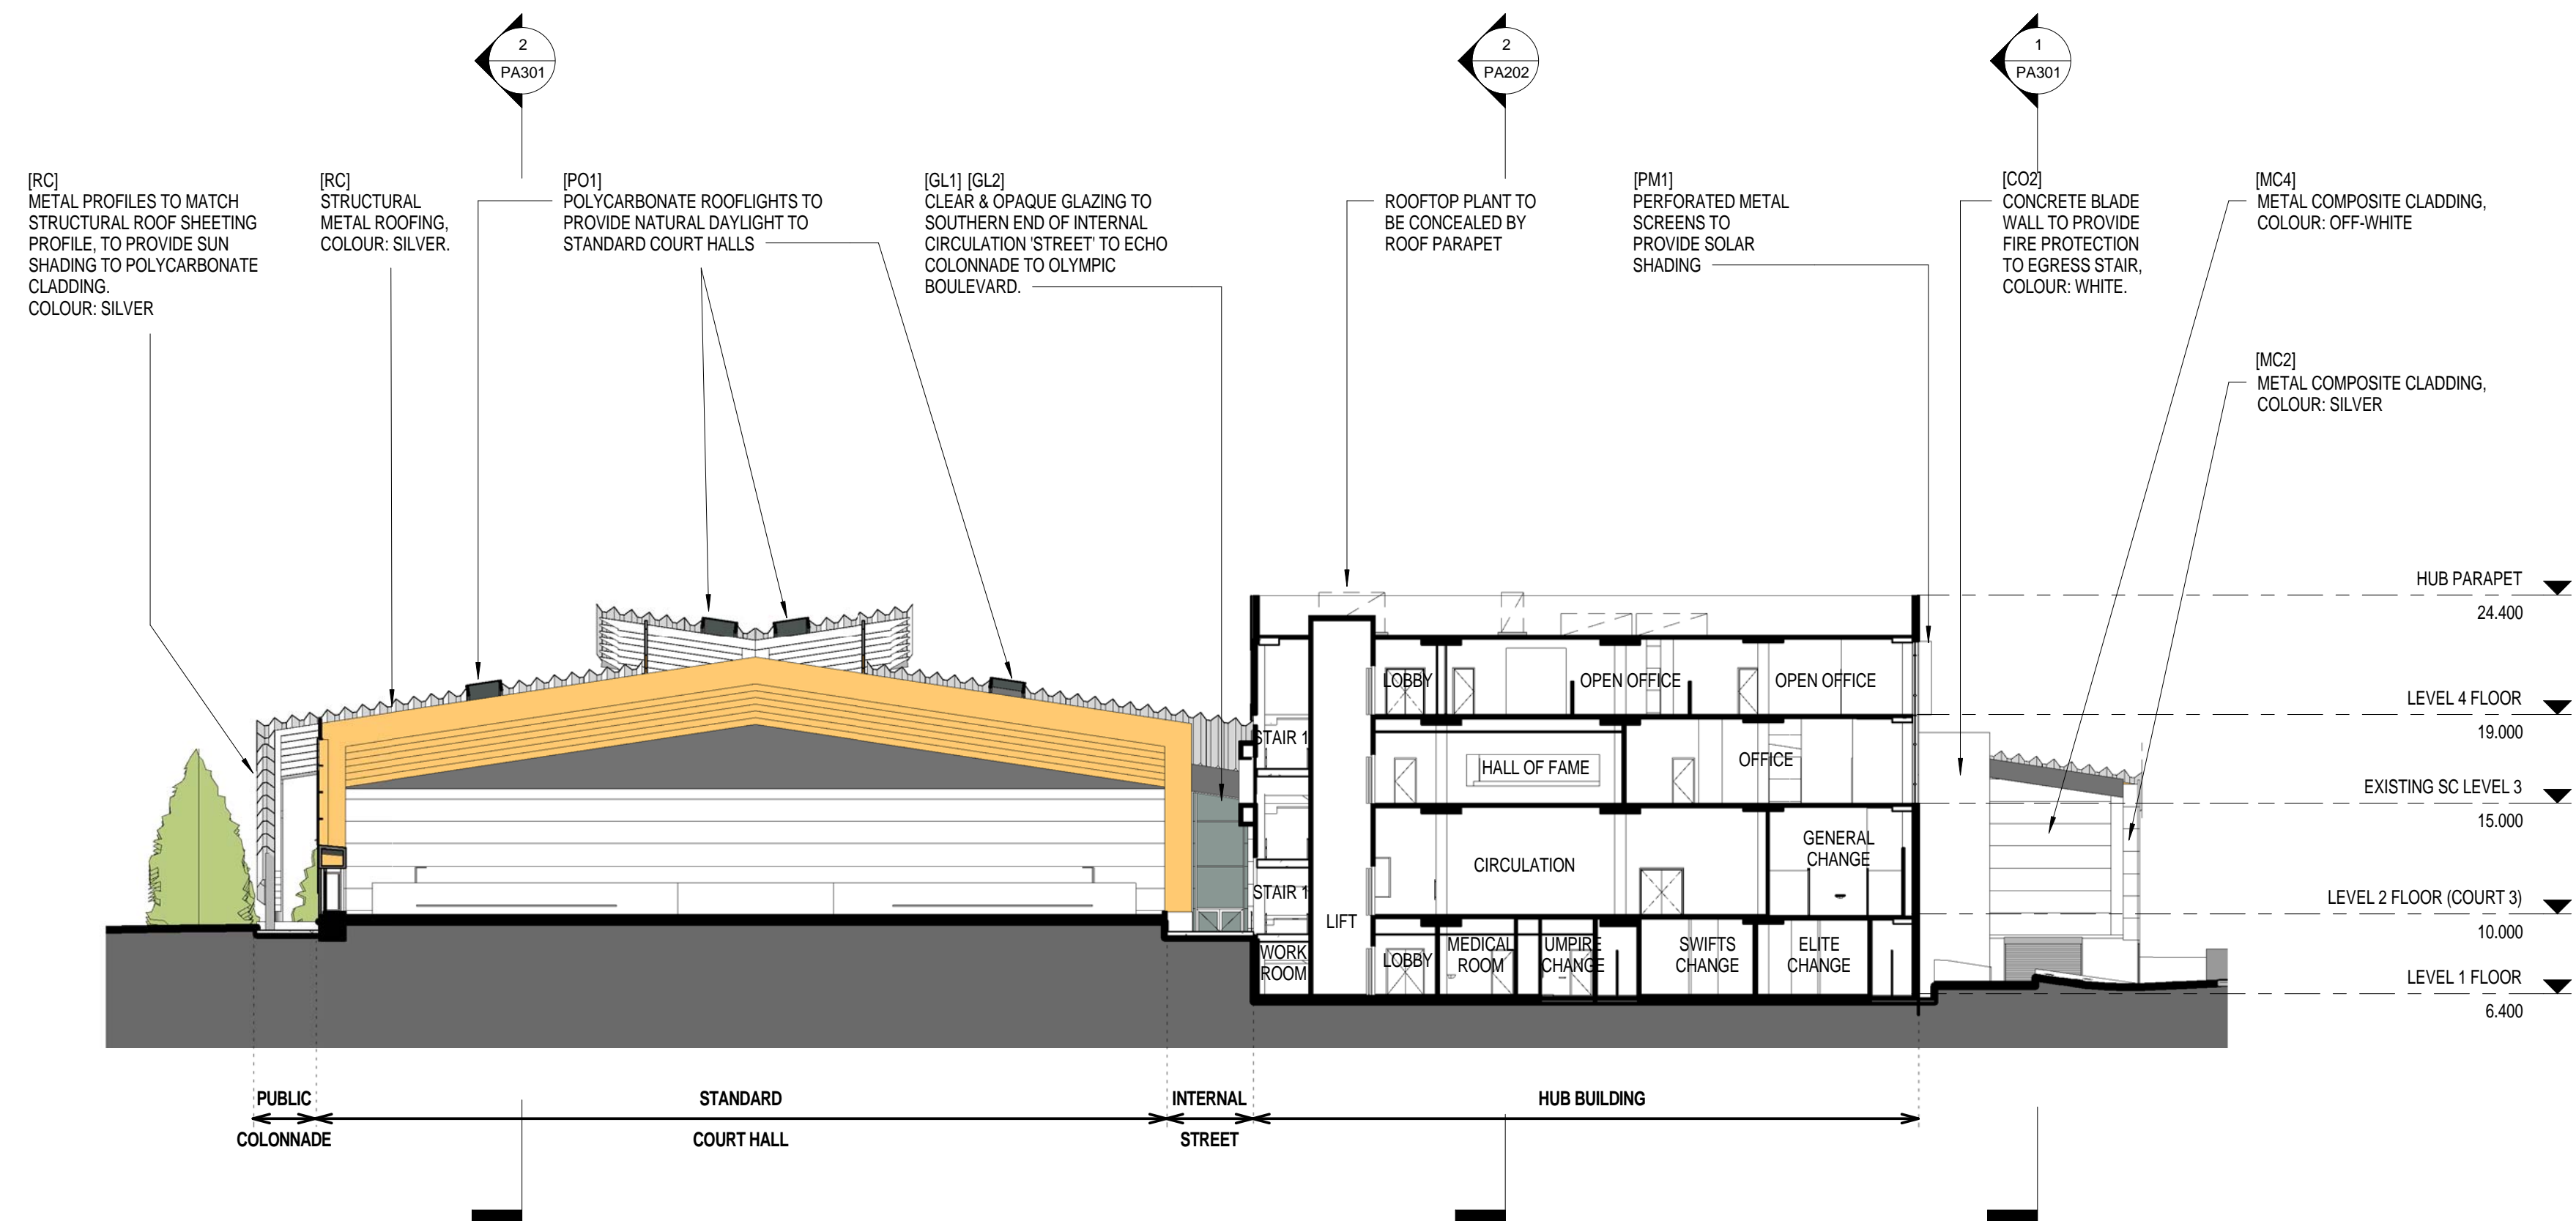 2
PA301
2
PA202
1
PA301
[RC]
METAL PROFILES TO MATCH
STRUCTURAL ROOF SHEETING
PROFILE, TO PROVIDE SUN
SHADING TO POLYCARBONATE
CLADDING.
COLOUR: SILVER
[RC]
STRUCTURAL
METAL ROOFING,
COLOUR: SILVER.
[PO1]
POLYCARBONATE ROOFLIGHTS TO
PROVIDE NATURAL DAYLIGHT TO
STANDARD COURT HALLS
[GL1] [GL2]
CLEAR & OPAQUE GLAZING TO
SOUTHERN END OF INTERNAL
CIRCULATION 'STREET' TO ECHO
COLONNADE TO OLYMPIC
BOULEVARD.
ROOFTOP PLANT TO
BE CONCEALED BY
ROOF PARAPET
[PM1]
PERFORATED METAL
SCREENS TO
PROVIDE SOLAR
SHADING
[CO2]
CONCRETE BLADE
WALL TO PROVIDE
FIRE PROTECTION
TO EGRESS STAIR,
COLOUR: WHITE.
[MC4]
METAL COMPOSITE CLADDING,
COLOUR: OFF-WHITE
[MC2]
METAL COMPOSITE CLADDING,
COLOUR: SILVER
HUB PARAPET
24.400
LEVEL 4 FLOOR
19.000
EXISTING SC LEVEL 3
15.000
LEVEL 2 FLOOR (COURT 3)
10.000
LEVEL 1 FLOOR
6.400
LOBBY
OPEN OFFICE
OPEN OFFICE
STAIR 1
HALL OF FAME
OFFICE
CIRCULATION
GENERAL
CHANGE
STAIR 1
LIFT
WORK
ROOM
LOBBY
MEDICAL
ROOM
UMPIRE
CHANGE
SWIFTS
CHANGE
ELITE
CHANGE
PUBLIC
COLONNADE
STANDARD
COURT HALL
INTERNAL
STREET
HUB BUILDING